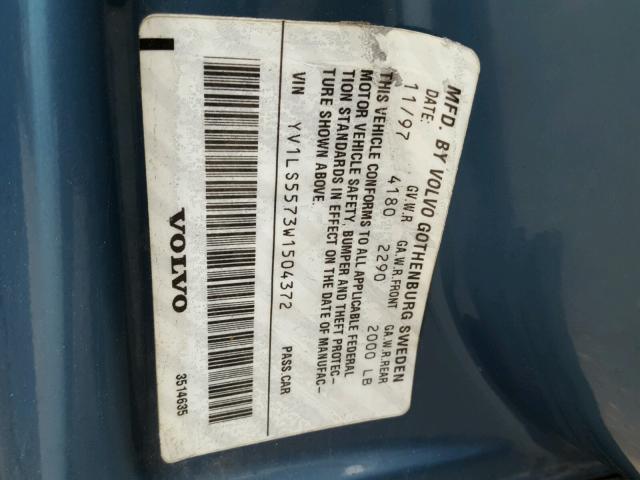 MFD. BY VOLVO GOTHENBURG SWEDEN
DATE: G.V.W.R GA.W.R.FRONT GA.W.R.REAR
11/97 4180 2290 2000 LB
THIS VEHICLE CONFORMS TO ALL APPLICABLE FEDERAL
MOTOR VEHICLE SAFETY, BUMPER AND THEFT PROTEC-
TION STANDARDS IN EFFECT ON THE DATE OF MANUFAC-
TURE SHOWN ABOVE.
VIN YV1LS5573W1504372 PASS.CAR
VOLVO 3514635